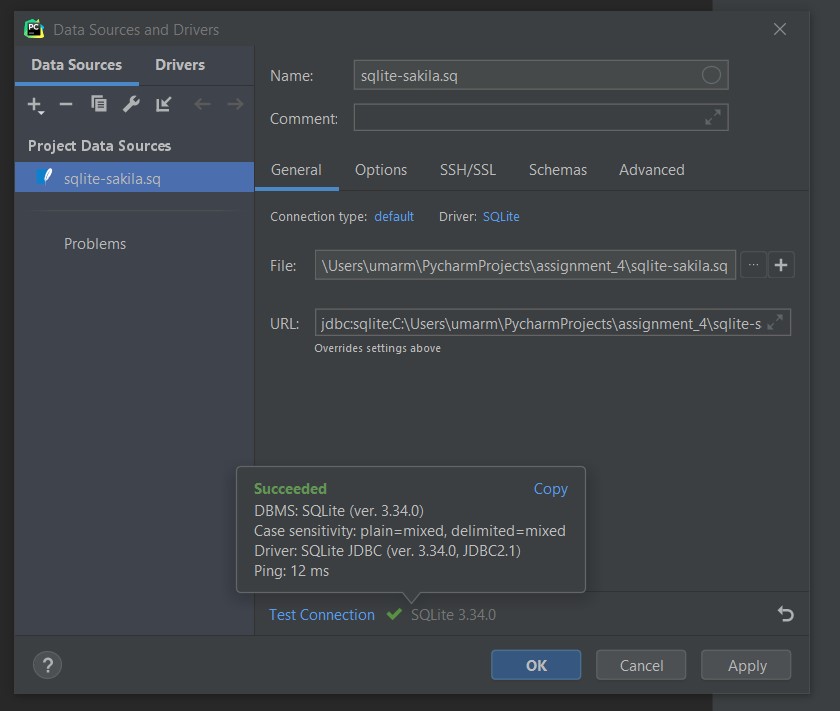 PC
Data Sources and Drivers
Data Sources Drivers
Name: sqlite-sakila.sq
Comment:
Project Data Sources
sqlite-sakila.sq
General Options SSH/SSL Schemas Advanced
Connection type: default Driver: SQLite
Problems
File: \Users\umarm\PycharmProjects\assignment_4\sqlite-sakila.sq ...
URL: jdbc:sqlite:C:\Users\umarm\PycharmProjects\assignment_4\sqlite-s
Overrides settings above
Succeeded Copy
DBMS: SQLite (ver. 3.34.0)
Case sensitivity: plain=mixed, delimited=mixed
Driver: SQLite JDBC (ver. 3.34.0, JDBC2.1)
Ping: 12 ms
Test Connection SQLite 3.34.0
? OK Cancel Apply